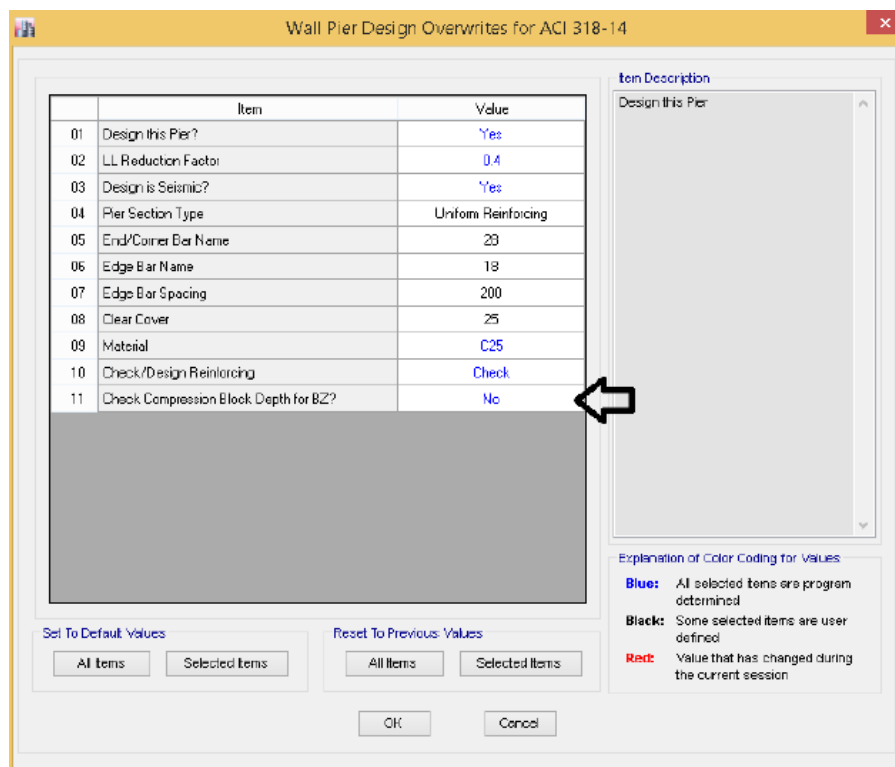 Wall Pier Design Overwrites for ACI 318-14
Item Description
Design this Pier
Item Value
01 Design this Pier? Yes
02 LL Reduction Factor 0.4
03 Design is Seismic? Yes
04 Pier Section Type Uniform Reinforcing
05 End/Corner Bar Name 28
06 Edge Bar Name 18
07 Edge Bar Spacing 200
08 Clear Cover 25
09 Material C25
10 Check/Design Reinforcing Check
11 Check Compression Block Depth for BZ? No
Explanation of Color Coding for Values
Blue: All selected items are program
determined
Black: Some selected items are user
defined
Red: Value that has changed during
the current session
Set To Default Values
All Items Selected Items
Reset To Previous Values
All Items Selected Items
OK Cancel